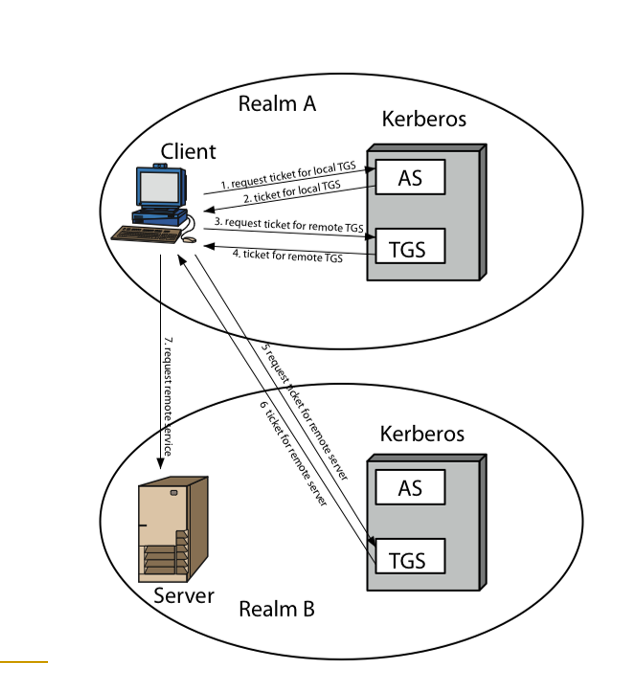 Realm A
Kerberos
Client
1. request ticket for local TGS
2. ticket for local TGS
AS
3. request ticket for remote TGS
4. ticket for remote TGS
TGS
5 request ticket for remote server
6 ticket for remote server
7. request remote service
Kerberos
AS
TGS
Server
Realm B